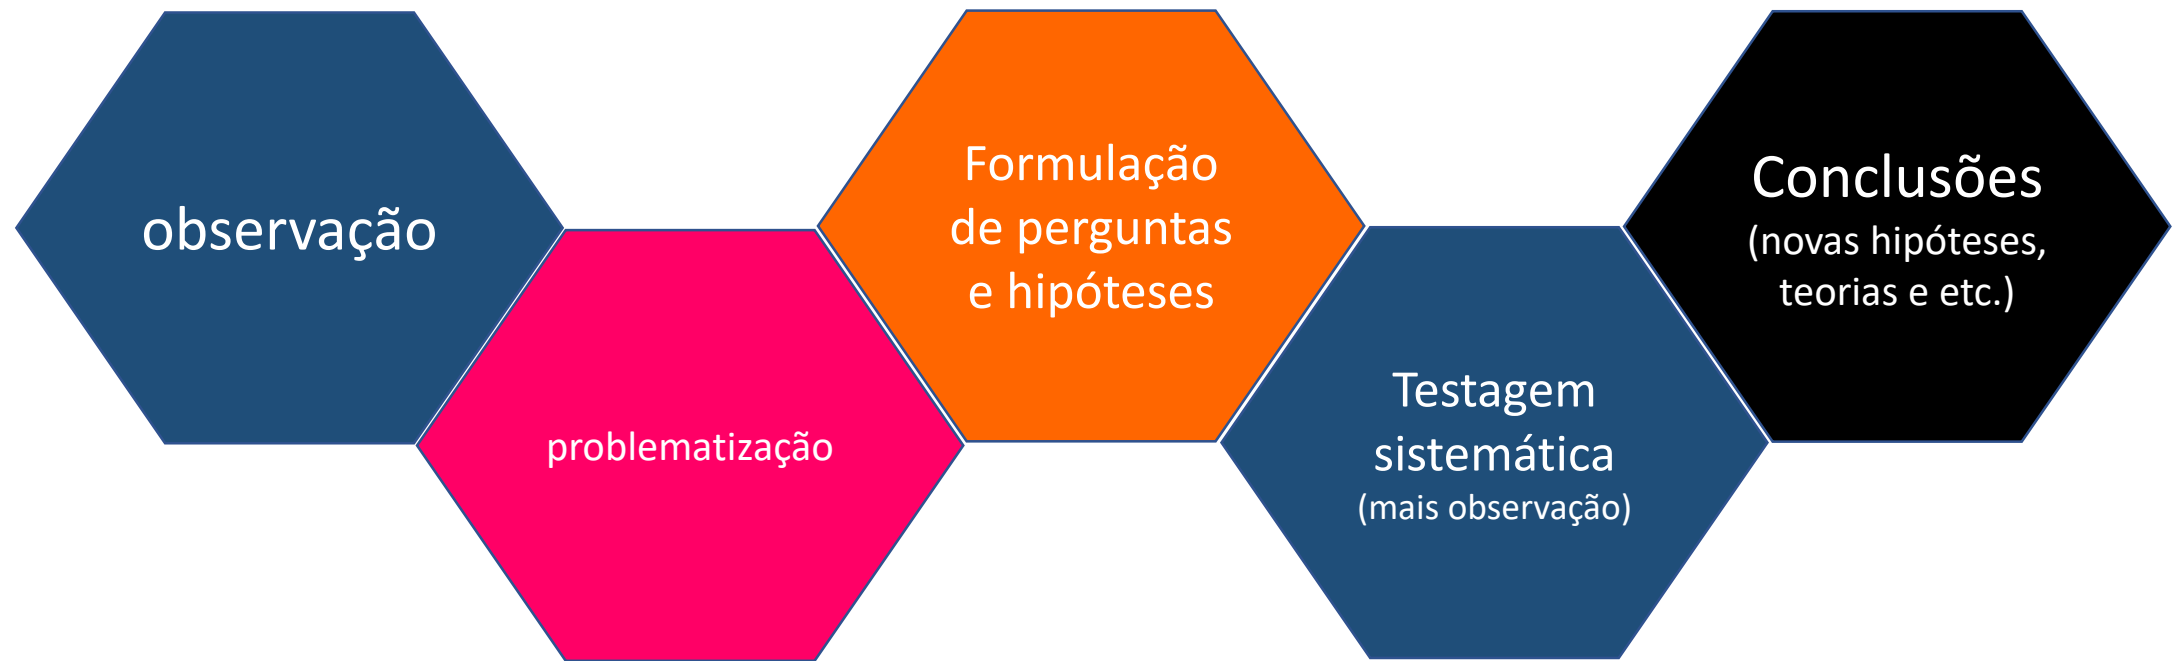 observação
problematização
Formulação
de perguntas
e hipóteses
Testagem
sistemática
(mais observação)
Conclusões
(novas hipóteses,
teorias e etc.)